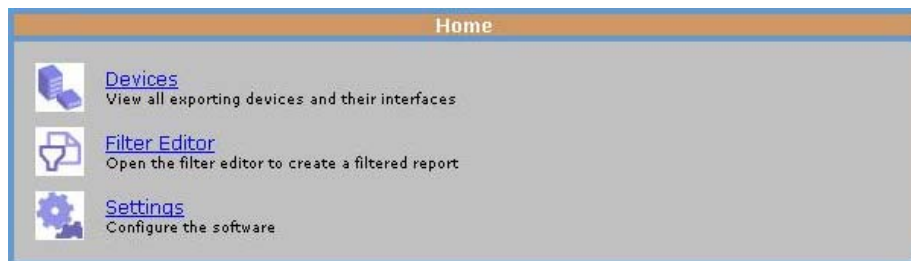 Home
Devices
View all exporting devices and their interfaces
Filter Editor
Open the filter editor to create a filtered report
Settings
Configure the software